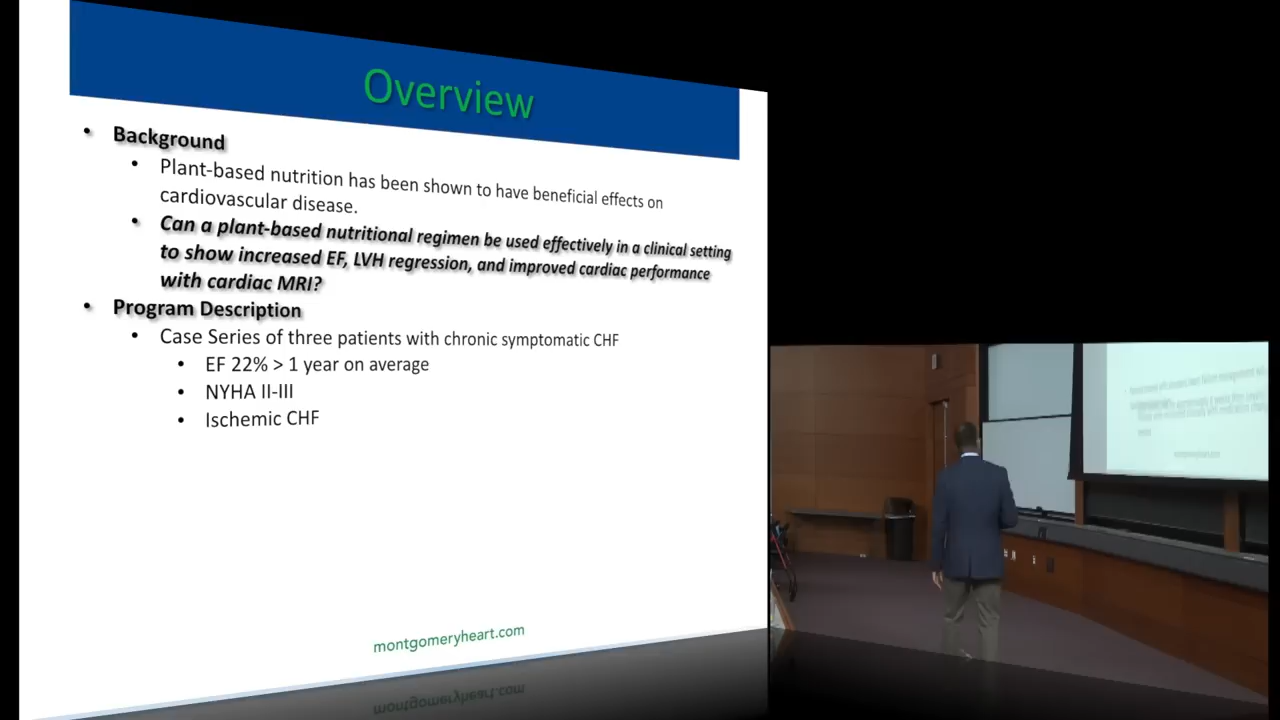 Overview
• Background
• Plant-based nutrition has been shown to have beneficial effects on
cardiovascular disease.
• Can a plant-based nutritional regimen be used effectively in a clinical setting
to show increased EF, LVH regression, and improved cardiac performance
with cardiac MRI?
• Program Description
• Case Series of three patients with chronic symptomatic CHF
• EF 22% > 1 year on average
• NYHA II-III
• Ischemic CHF
montgomeryheart.com
montgomeryheart.com